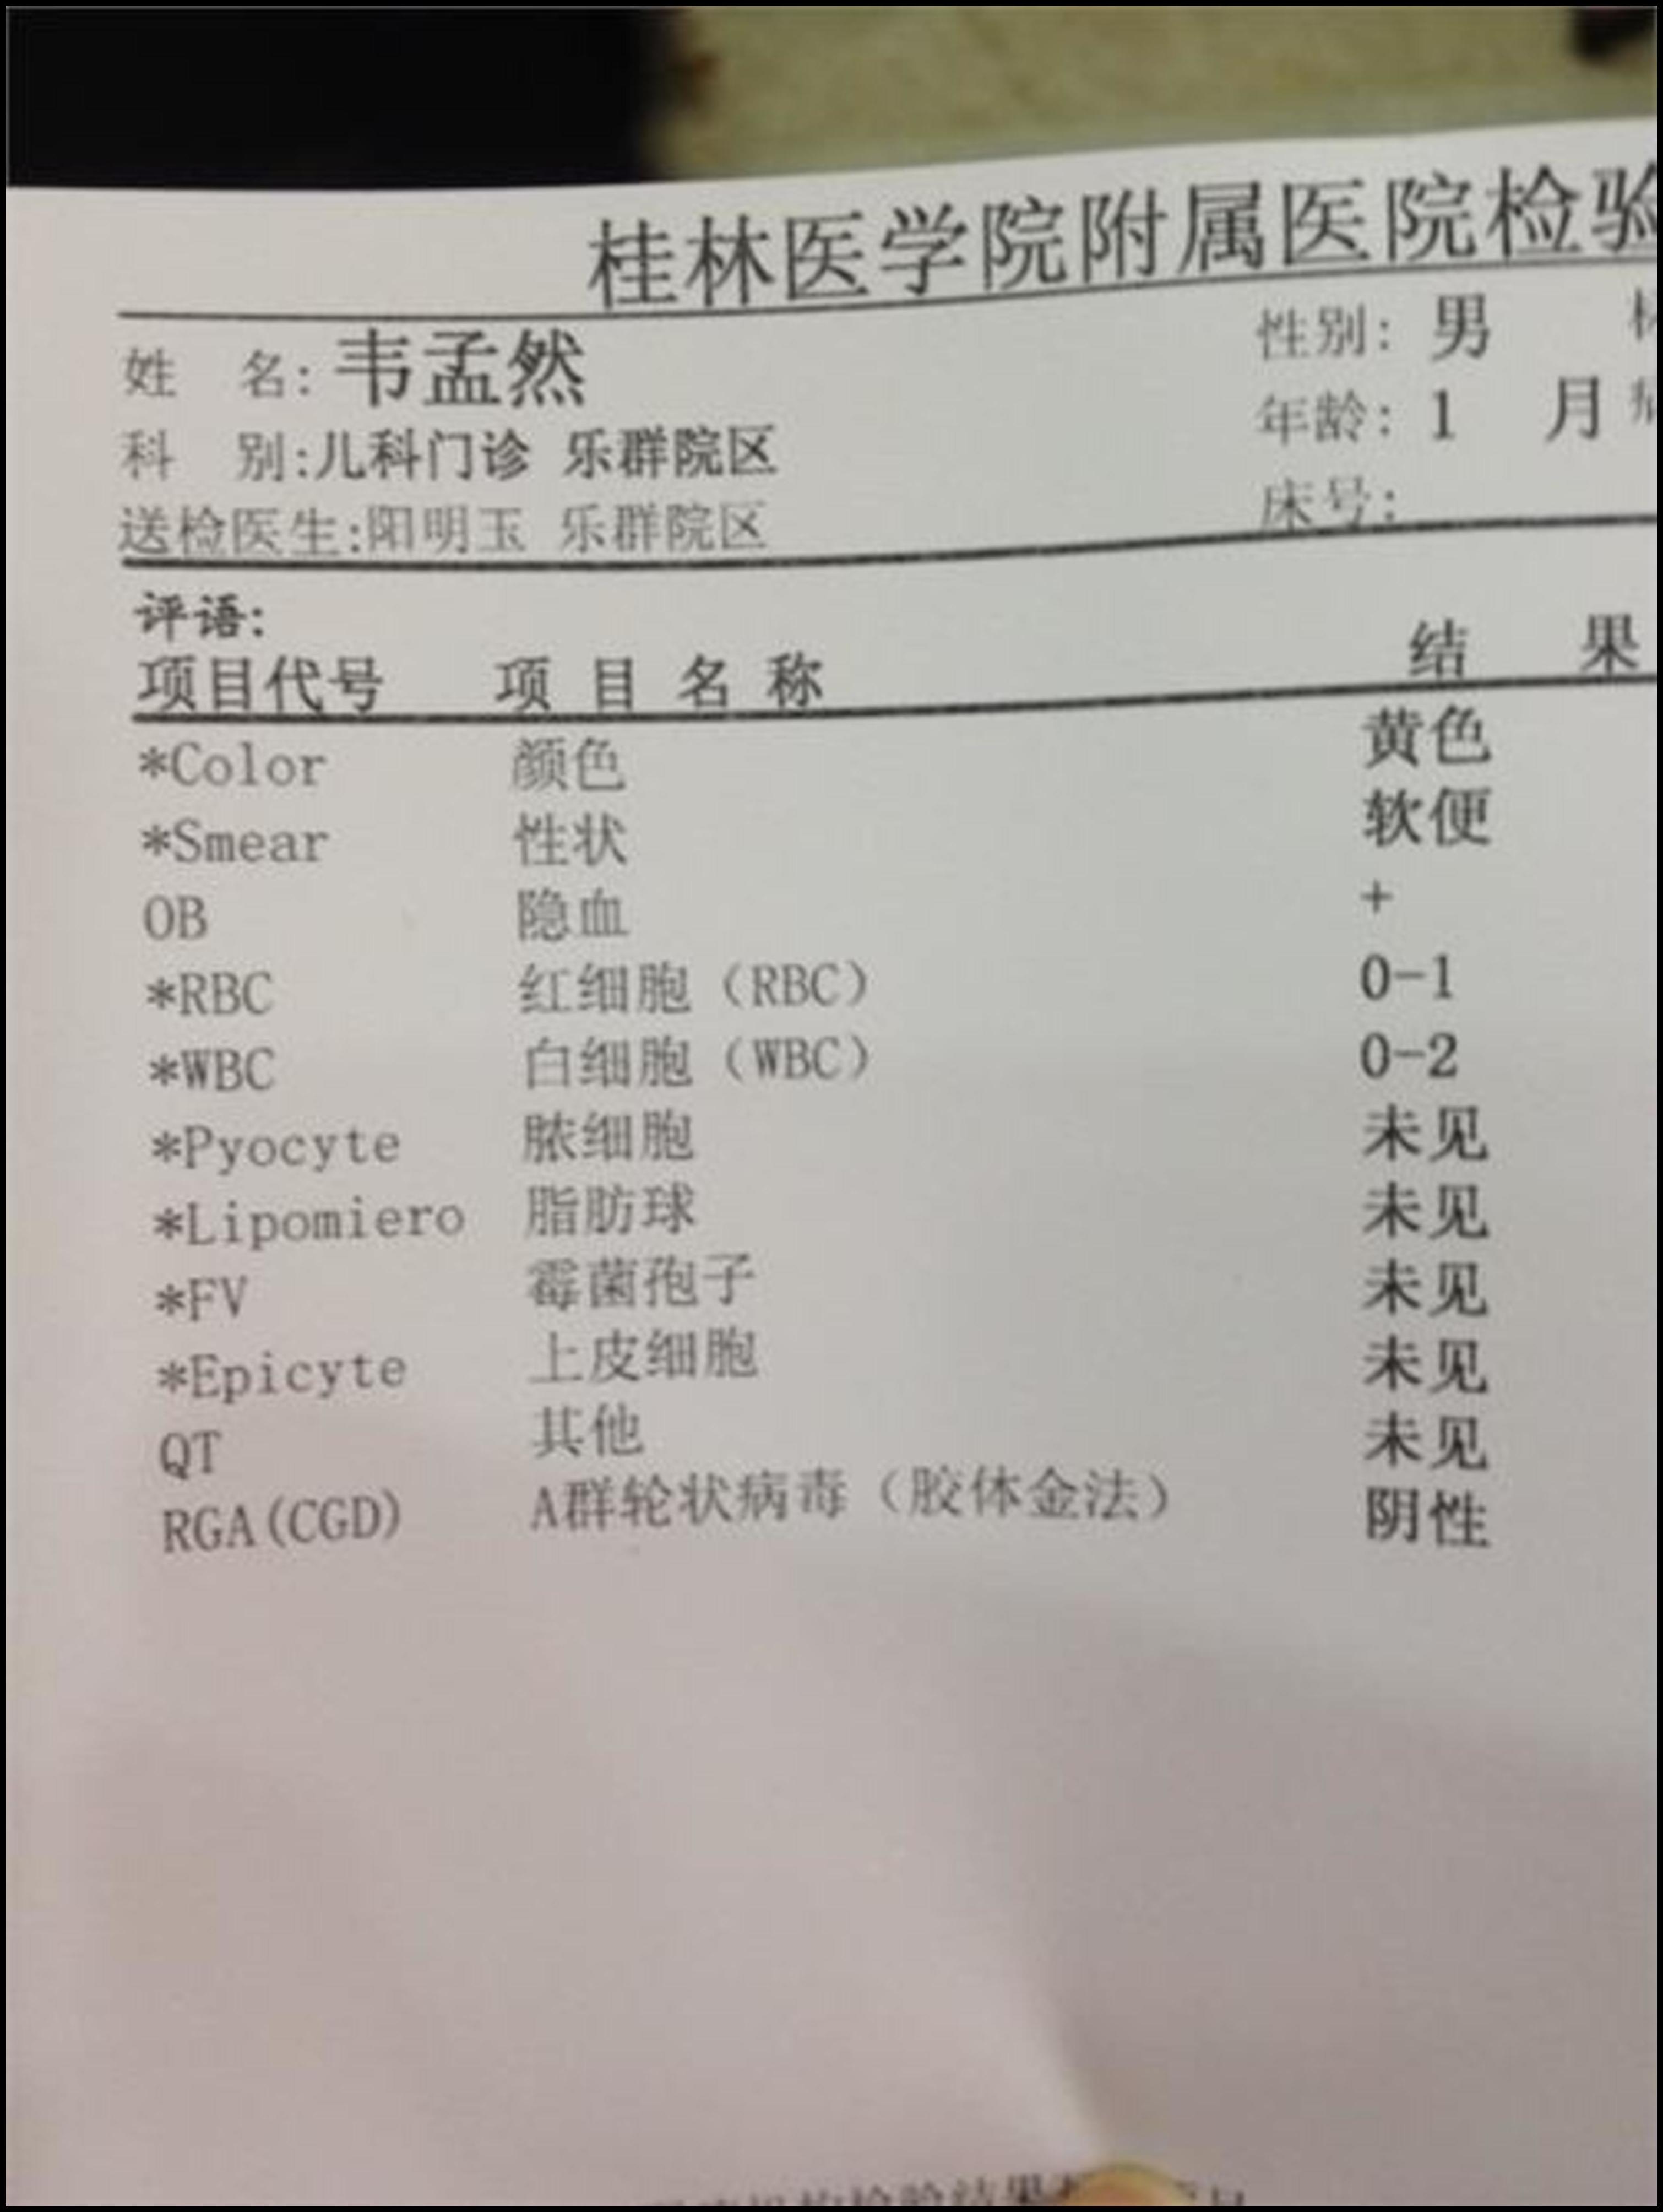 桂林医学院附属医院检验
姓 名:韦孟然 性别:男
科 别:儿科门诊 乐群院区 年龄:1 月
送检医生:阳明玉 乐群院区 床号:
评语:
项目代号 项目名称 结 果
*Color 颜色 黄色
*Smear 性状 软便
OB 隐血 +
*RBC 红细胞(RBC) 0-1
*WBC 白细胞(WBC) 0-2
*Pyocyte 脓细胞 未见
*Lipomiero 脂肪球 未见
*FV 霉菌孢子 未见
*Epicyte 上皮细胞 未见
QT 其他 未见
RGA(CGD) A群轮状病毒(胶体金法) 阴性
检验结果